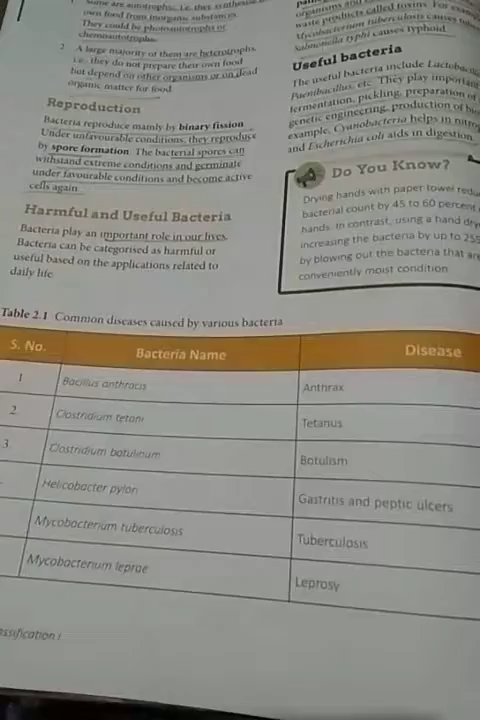 1 Some are autotrophs, i.e. they synthesise
own food from inorganic substances.
They could be photoautotrophs or
chemoautotrophs.
2 A large majority of them are heterotrophs,
i.e. they do not prepare their own food
but depend on other organisms or on dead
organic matter for food.
Reproduction
Bacteria reproduce mainly by binary fission.
Under unfavourable conditions, they reproduce
by spore formation. The bacterial spores can
withstand extreme conditions and germinate
under favourable conditions and become active
cells again.
Harmful and Useful Bacteria
Bacteria play an important role in our lives.
Bacteria can be categorised as harmful or
useful based on the applications related to
daily life.
organisms and
waste products called toxins. For
Mycobacterium tuberculosis causes
Salmonella typhi causes typhoid.
Useful bacteria
The useful bacteria include
Paenibacillus, etc. They play important
fermentation, pickling, preparation of
genetic engineering, production of
example, Cyanobacteria helps in
and Escherichia coli aids in digestion.
Do You Know?
Drying hands with paper towel
bacterial count by 45 to 60 percent
hands. In contrast, using a hand
increasing the bacteria by up to
by blowing out the bacteria that
conveniently moist condition
Table 2.1 Common diseases caused by various bacteria
S. No. Bacteria Name Disease
1 Bacillus anthracis Anthrax
2. Clostridium tetani Tetanus
3. Clostridium botulinum Botulism
Helicobacter pylori Gastritis and peptic ulcers
Mycobacterium tuberculosis Tuberculosis
Mycobacterium leprae Leprosy